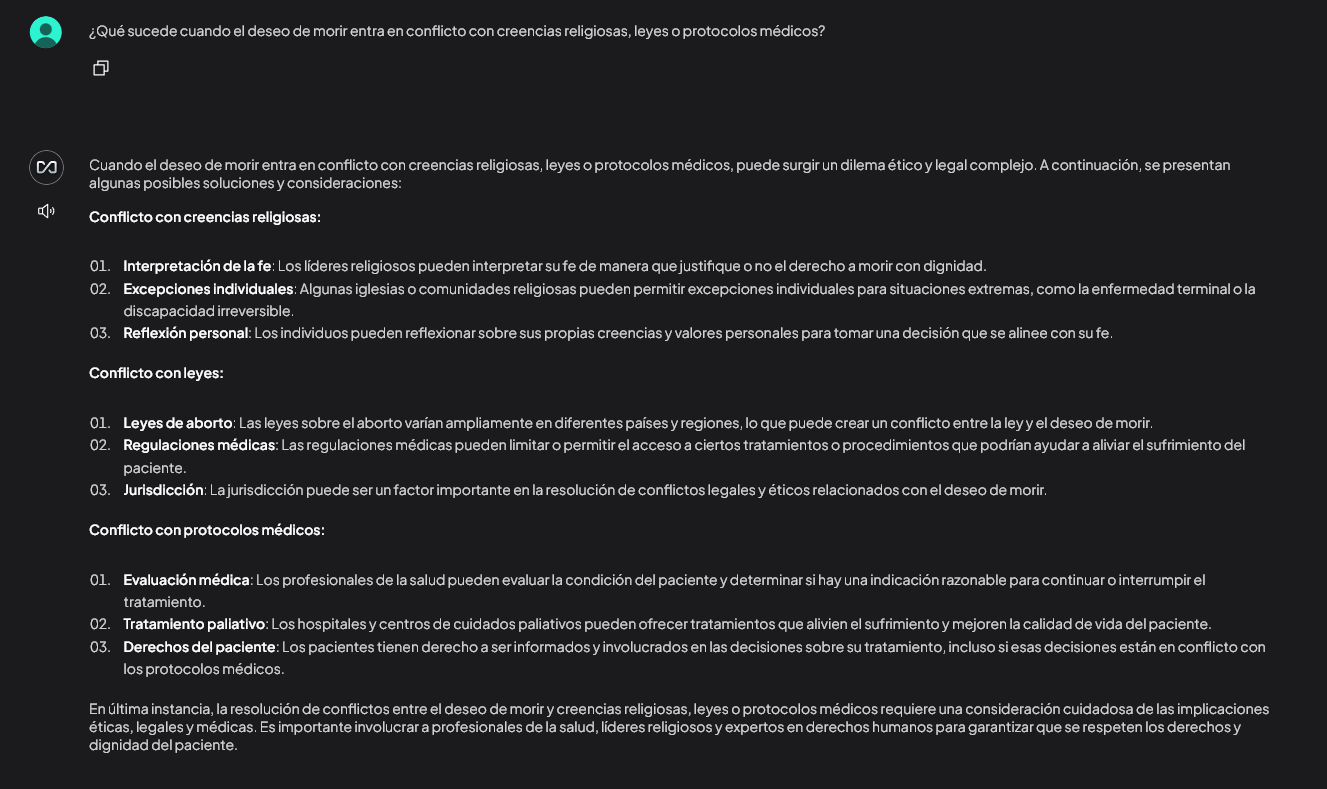 ¿Qué sucede cuando el deseo de morir entra en conflicto con creencias religiosas, leyes o protocolos médicos?
Cuando el deseo de morir entra en conflicto con creencias religiosas, leyes o protocolos médicos, puede surgir un dilema ético y legal complejo. A continuación, se presentan
algunas posibles soluciones y consideraciones:
Conflicto con creencias religiosas:
01. Interpretación de la fe: Los líderes religiosos pueden interpretar su fe de manera que justifique o no el derecho a morir con dignidad.
02. Excepciones individuales: Algunas iglesias o comunidades religiosas pueden permitir excepciones individuales para situaciones extremas, como la enfermedad terminal o la
discapacidad irreversible.
03. Reflexión personal: Los individuos pueden reflexionar sobre sus propias creencias y valores personales para tomar una decisión que se alinee con su fe.
Conflicto con leyes:
01. Leyes de aborto: Las leyes sobre el aborto varían ampliamente en diferentes países y regiones, lo que puede crear un conflicto entre la ley y el deseo de morir.
02. Regulaciones médicas: Las regulaciones médicas pueden limitar o permitir el acceso a ciertos tratamientos o procedimientos que podrían ayudar a aliviar el sufrimiento del
paciente.
03. Jurisdicción: La jurisdicción puede ser un factor importante en la resolución de conflictos legales y éticos relacionados con el deseo de morir.
Conflicto con protocolos médicos:
01. Evaluación médica: Los profesionales de la salud pueden evaluar la condición del paciente y determinar si hay una indicación razonable para continuar o interrumpir el
tratamiento.
02. Tratamiento paliativo: Los hospitales y centros de cuidados paliativos pueden ofrecer tratamientos que alivien el sufrimiento y mejoren la calidad de vida del paciente.
03. Derechos del paciente: Los pacientes tienen derecho a ser informados y involucrados en las decisiones sobre su tratamiento, incluso si esas decisiones están en conflicto con
los protocolos médicos.
En última instancia, la resolución de conflictos entre el deseo de morir y creencias religiosas, leyes o protocolos médicos requiere una consideración cuidadosa de las implicaciones
éticas, legales y médicas. Es importante involucrar a profesionales de la salud, líderes religiosos y expertos en derechos humanos para garantizar que se respeten los derechos y
dignidad del paciente.